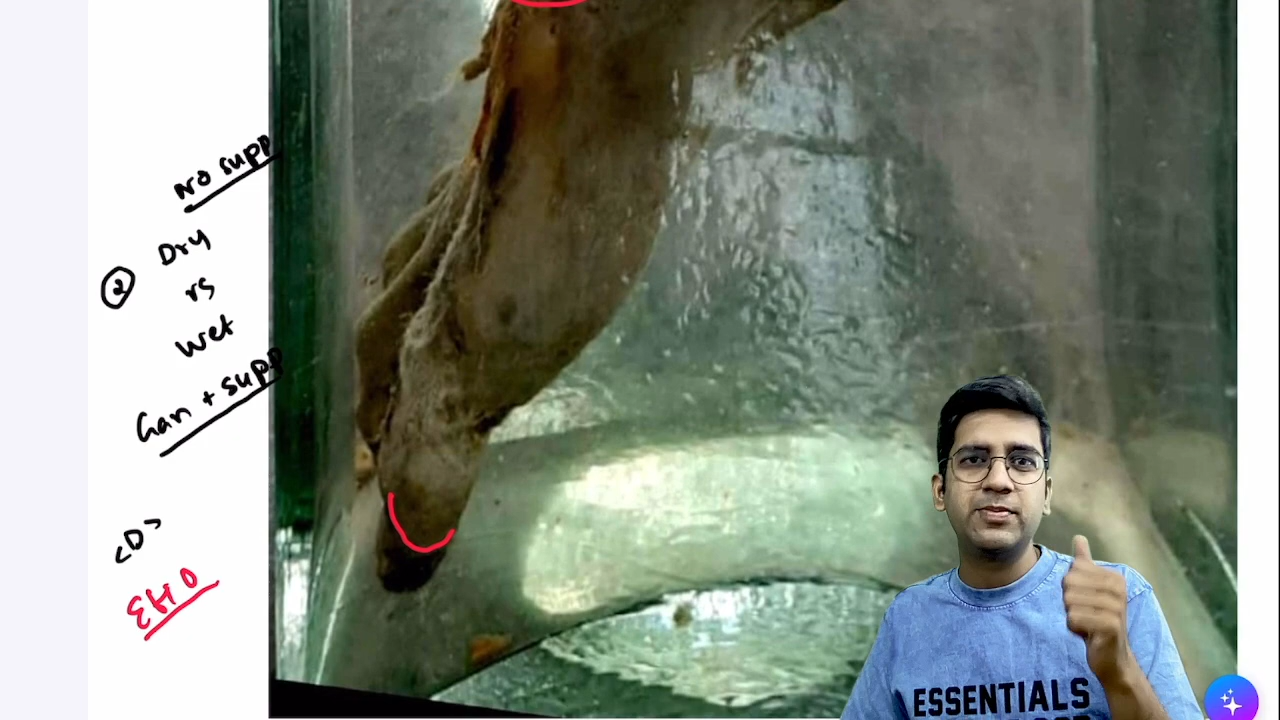 No supp
Dry
② vs
wet
Gan + supp
<D>
EHO
ESSENTIALS